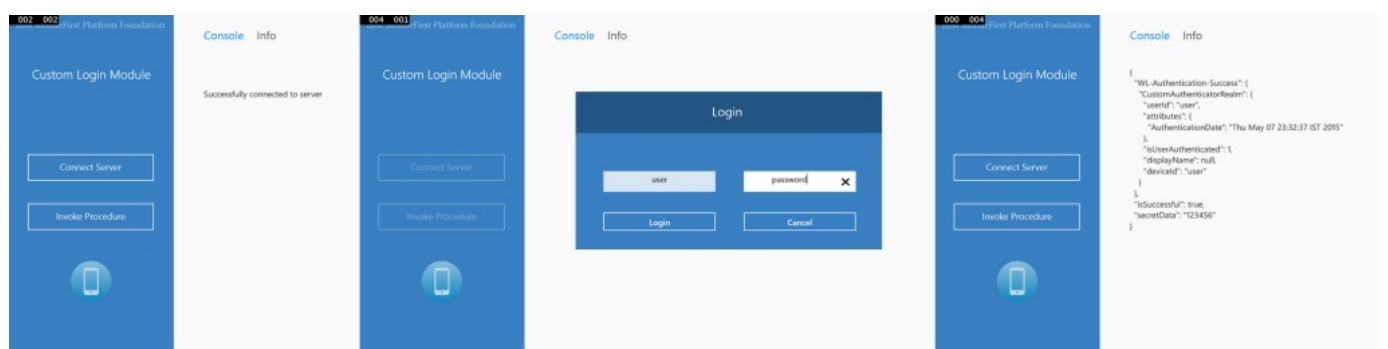 002 002
First Platform Foundation
Console Info
Custom Login Module
Successfully connected to server
Connect Server
Invoke Procedure
004 001
First Platform Foundation
Console Info
Custom Login Module
Login
Connect Server
user
password
Invoke Procedure
Login
Cancel
000 004
First Platform Foundation
Console Info
Custom Login Module
{
"WL-Authentication-Success": {
"CustomAuthenticatorRealm": {
"userId": "user",
"attributes": {
"AuthenticationDate": "Thu May 07 23:32:37 IST 2015"
},
"isUserAuthenticated": 1,
"displayName": null,
"deviceId": "user"
}
},
"isSuccessful": true,
"secretData": "123456"
}
Connect Server
Invoke Procedure